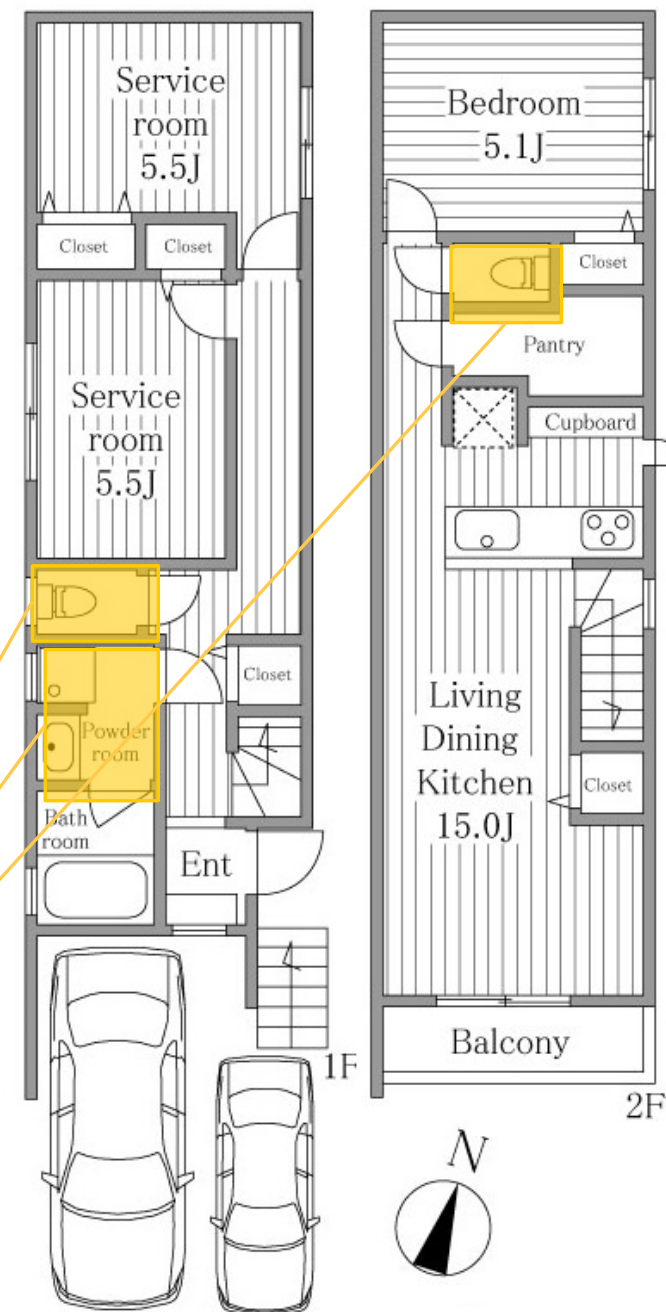 Service
room
5.5J
Closet
Closet
Service
room
5.5J
Closet
Powder
room
Bath
room
Ent
1F
Bedroom
5.1J
Closet
Pantry
Cupboard
Living
Dining
Kitchen
15.0J
Closet
Balcony
2F
N